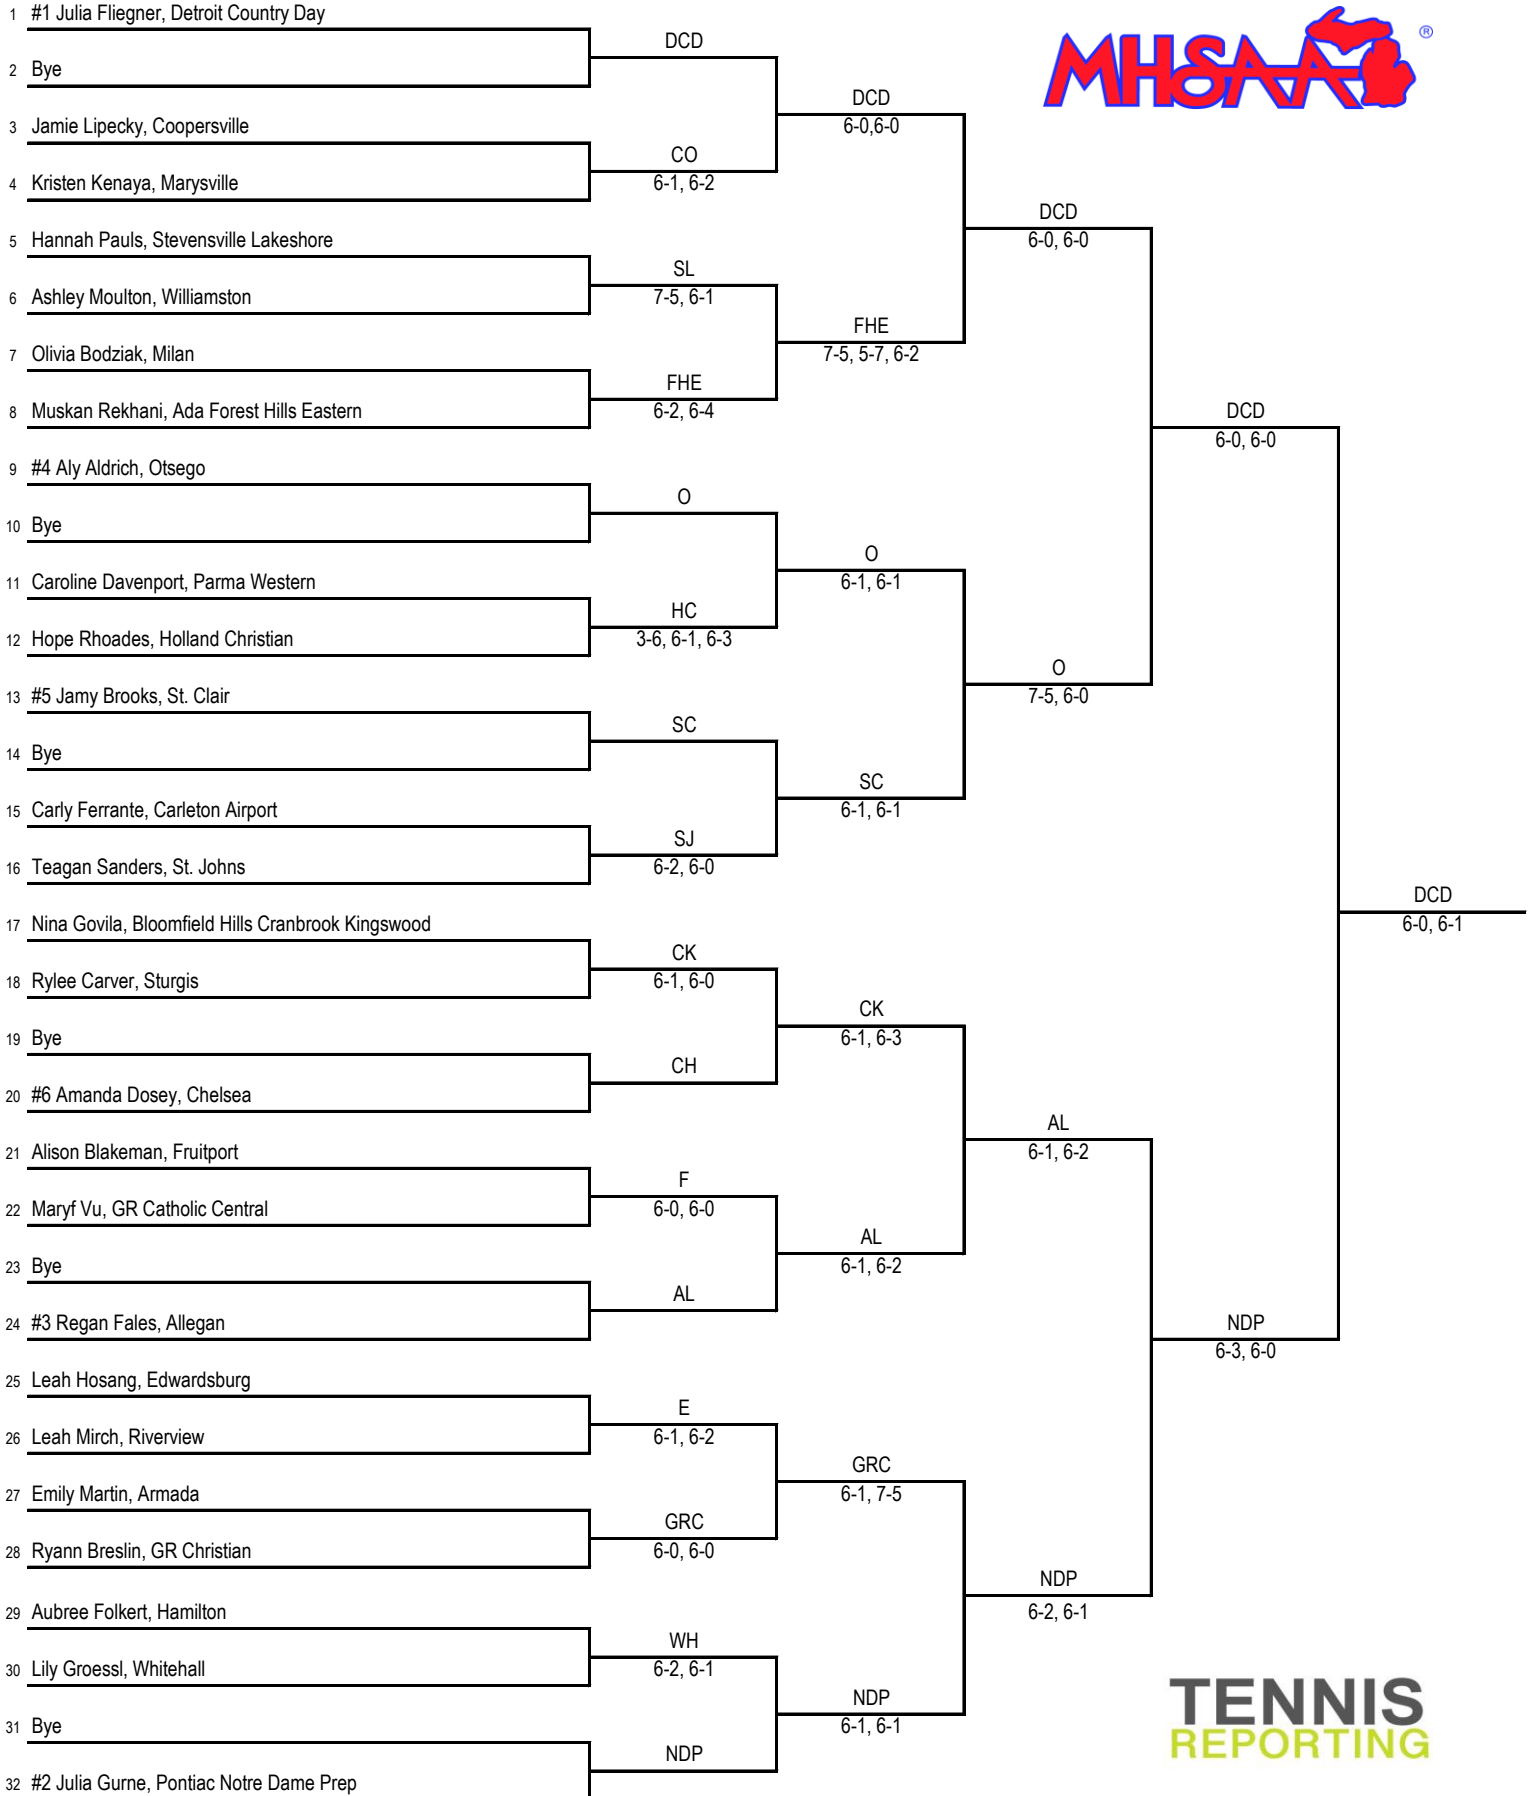 1 #1 Julia Fliegner, Detroit Country Day
DCD
2 Bye
MHSAA ®
DCD
6-0,6-0
3 Jamie Lipecky, Coopersville
CO
6-1, 6-2
4 Kristen Kenaya, Marysville
DCD
6-0, 6-0
5 Hannah Pauls, Stevensville Lakeshore
SL
7-5, 6-1
6 Ashley Moulton, Williamston
FHE
7-5, 5-7, 6-2
7 Olivia Bodziak, Milan
FHE
6-2, 6-4
8 Muskan Rekhani, Ada Forest Hills Eastern
DCD
6-0, 6-0
9 #4 Aly Aldrich, Otsego
O
10 Bye
O
6-1, 6-1
11 Caroline Davenport, Parma Western
HC
3-6, 6-1, 6-3
12 Hope Rhoades, Holland Christian
O
7-5, 6-0
13 #5 Jamy Brooks, St. Clair
SC
14 Bye
SC
6-1, 6-1
15 Carly Ferrante, Carleton Airport
SJ
6-2, 6-0
16 Teagan Sanders, St. Johns
DCD
6-0, 6-1
17 Nina Govila, Bloomfield Hills Cranbrook Kingswood
CK
6-1, 6-0
18 Rylee Carver, Sturgis
CK
6-1, 6-3
19 Bye
CH
20 #6 Amanda Dosey, Chelsea
AL
6-1, 6-2
21 Alison Blakeman, Fruitport
F
6-0, 6-0
22 Maryf Vu, GR Catholic Central
AL
6-1, 6-2
23 Bye
AL
24 #3 Regan Fales, Allegan
NDP
6-3, 6-0
25 Leah Hosang, Edwardsburg
E
6-1, 6-2
26 Leah Mirch, Riverview
GRC
6-1, 7-5
27 Emily Martin, Armada
GRC
6-0, 6-0
28 Ryann Breslin, GR Christian
NDP
6-2, 6-1
29 Aubree Folkert, Hamilton
WH
6-2, 6-1
30 Lily Groessl, Whitehall
NDP
6-1, 6-1
31 Bye
NDP
32 #2 Julia Gurne, Pontiac Notre Dame Prep
TENNIS
REPORTING